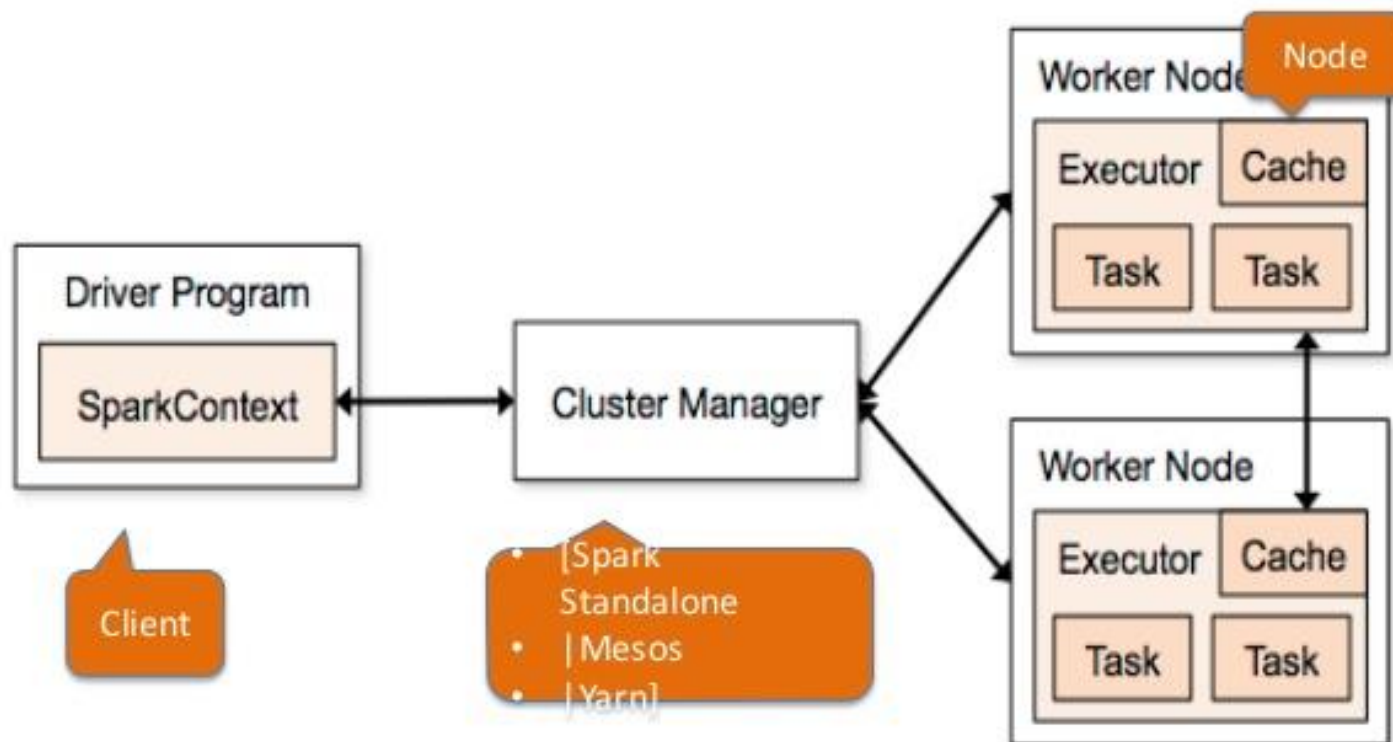 Driver Program
SparkContext
Client
Cluster Manager
• [Spark
Standalone
• |Mesos
• |Yarn]
Worker Node
Node
Executor
Cache
Task
Task
Worker Node
Executor
Cache
Task
Task